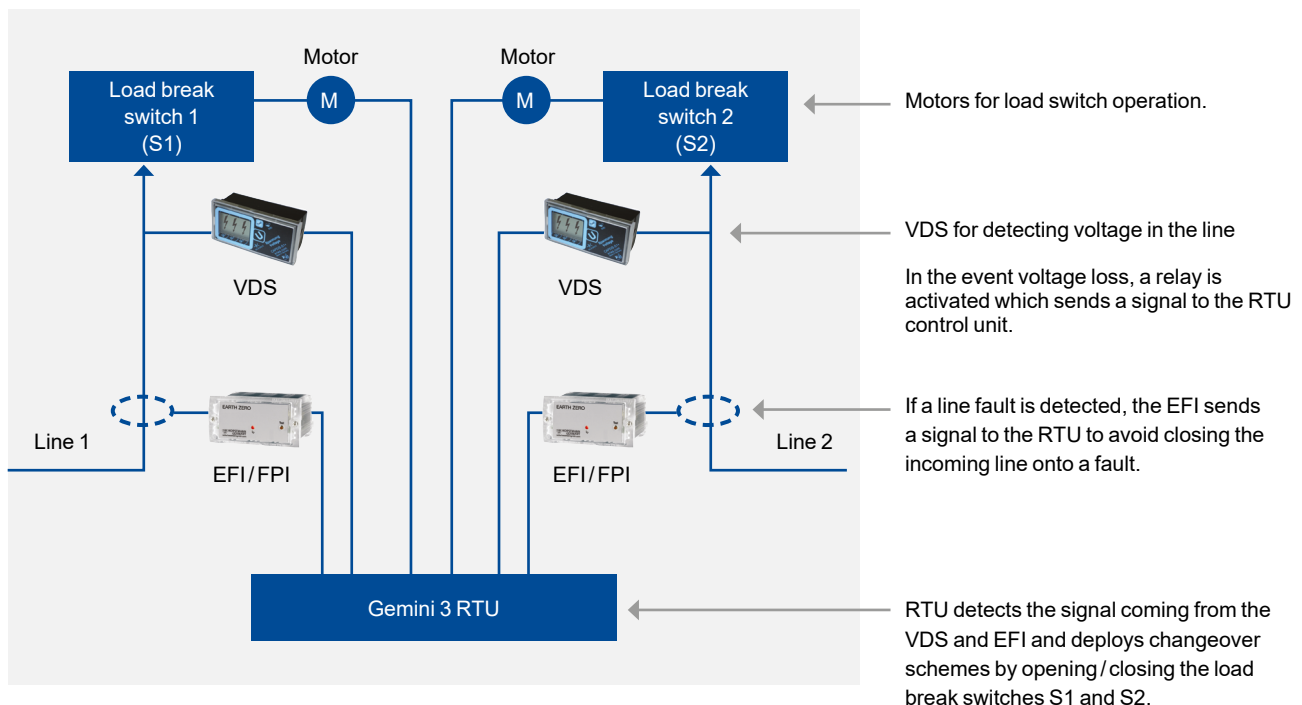 Motor
Motor
Load break
switch 1
(S1)
M
M
Load break
switch 2
(S2)
Motors for load switch operation.
VDS
VDS
VDS for detecting voltage in the line
In the event voltage loss, a relay is
activated which sends a signal to the RTU
control unit.
EARTH ZERO
EARTH ZERO
Line 1
EFI/FPI
EFI/FPI
Line 2
If a line fault is detected, the EFI sends
a signal to the RTU to avoid closing the
incoming line onto a fault.
Gemini 3 RTU
RTU detects the signal coming from the
VDS and EFI and deploys changeover
schemes by opening/closing the load
break switches S1 and S2.